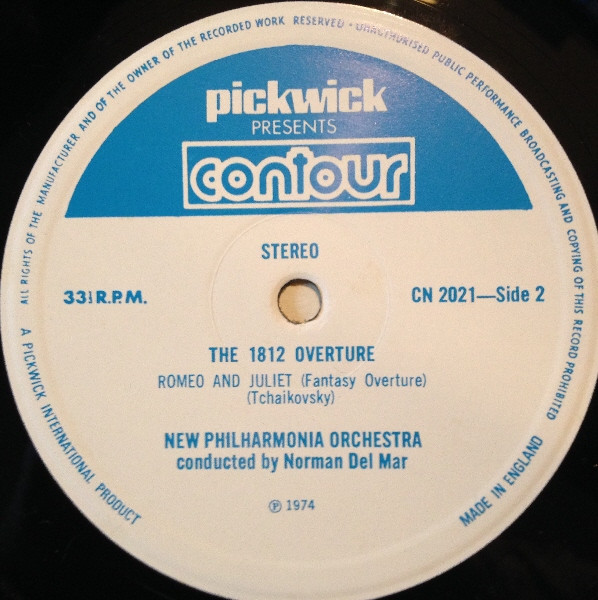 ALL RIGHTS OF THE MANUFACTURER AND OF THE OWNER OF THE RECORDED WORK RESERVED · UNAUTHORISED PUBLIC PERFORMANCE BROADCASTING AND COPYING OF THIS RECORD PROHIBITED
pickwick
PRESENTS
contour
STEREO
33⅓ R.P.M.
CN 2021—Side 2
THE 1812 OVERTURE
ROMEO AND JULIET (Fantasy Overture)
(Tchaikovsky)
NEW PHILHARMONIA ORCHESTRA
conducted by Norman Del Mar
℗ 1974
A PICKWICK INTERNATIONAL PRODUCT
MADE IN ENGLAND